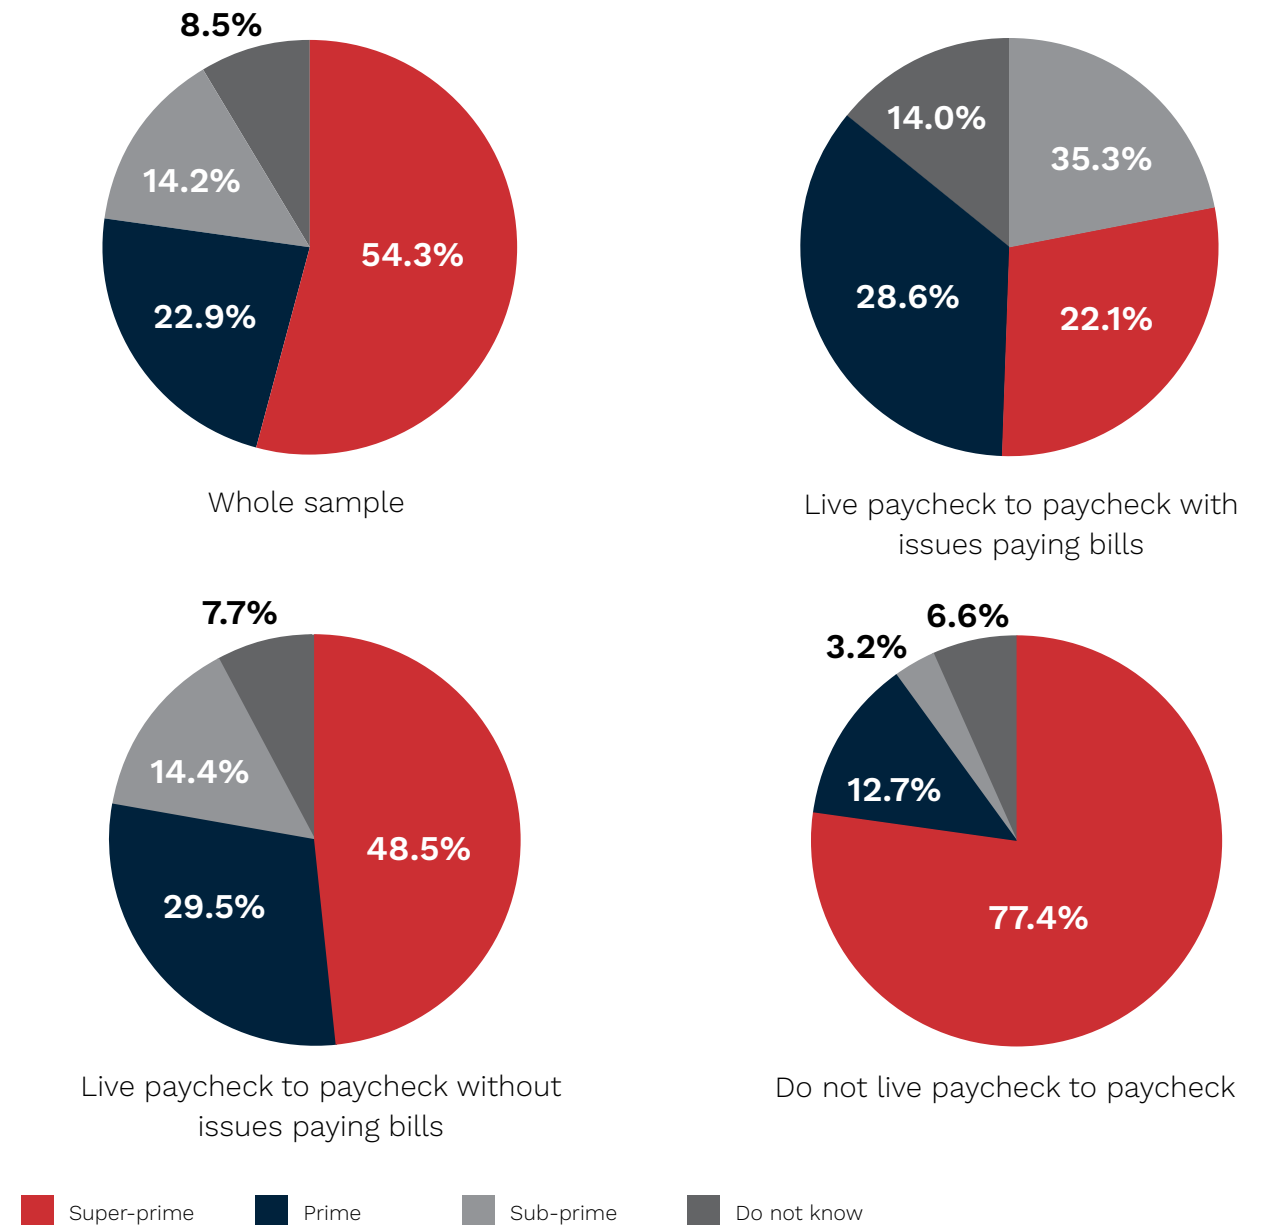 8.5%
14.2%
54.3%
22.9%
Whole sample
14.0%
35.3%
28.6%
22.1%
Live paycheck to paycheck with
issues paying bills
7.7%
14.4%
48.5%
29.5%
Live paycheck to paycheck without
issues paying bills
6.6%
3.2%
12.7%
77.4%
Do not live paycheck to paycheck
Super-prime
Prime
Sub-prime
Do not know